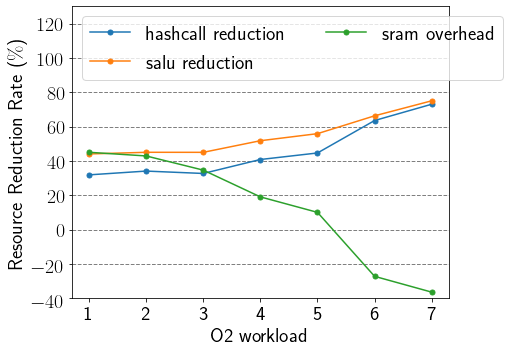 hashcall reduction
salu reduction
sram overhead
Resource Reduction Rate (%)
120
100
80
60
40
20
0
−20
−40
1 2 3 4 5 6 7
O2 workload